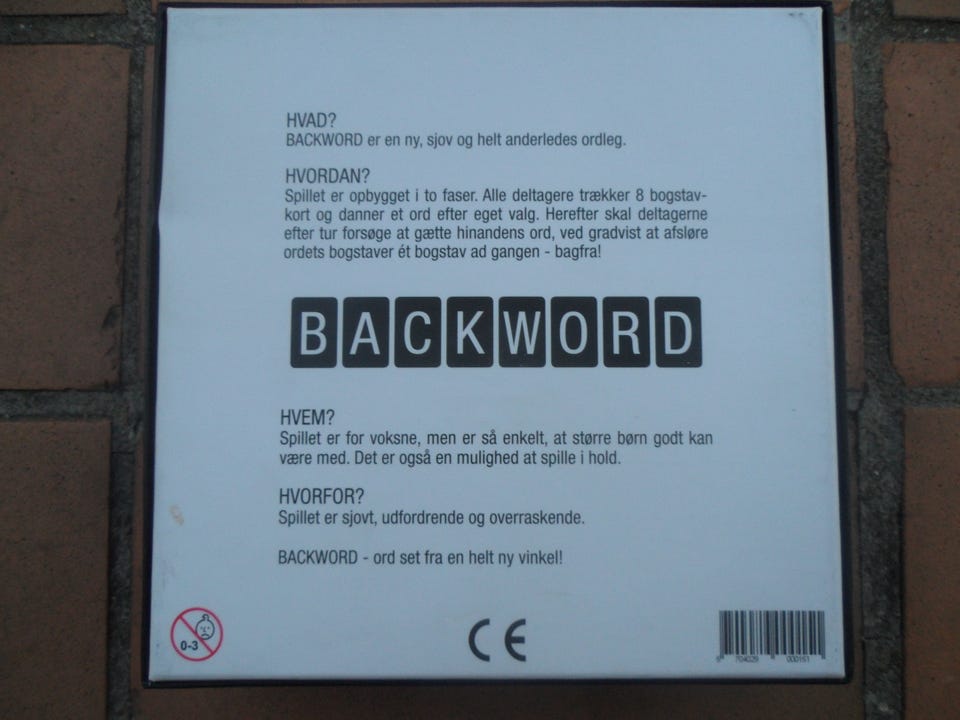 HVAD?
BACKWORD er en ny, sjov og helt anderledes ordleg.
HVORDAN?
Spillet er opbygget i to faser. Alle deltagere trækker 8 bogstav-
kort og danner et ord efter eget valg. Herefter skal deltagerne
efter tur forsøge at gætte hinandens ord, ved gradvist at afsløre
ordets bogstaver ét bogstav ad gangen - bagfra!
BACKWORD
HVEM?
Spillet er for voksne, men er så enkelt, at større børn godt kan
være med. Det er også en mulighed at spille i hold.
HVORFOR?
Spillet er sjovt, udfordrende og overraskende.
BACKWORD - ord set fra en helt ny vinkel!
0-3
CE